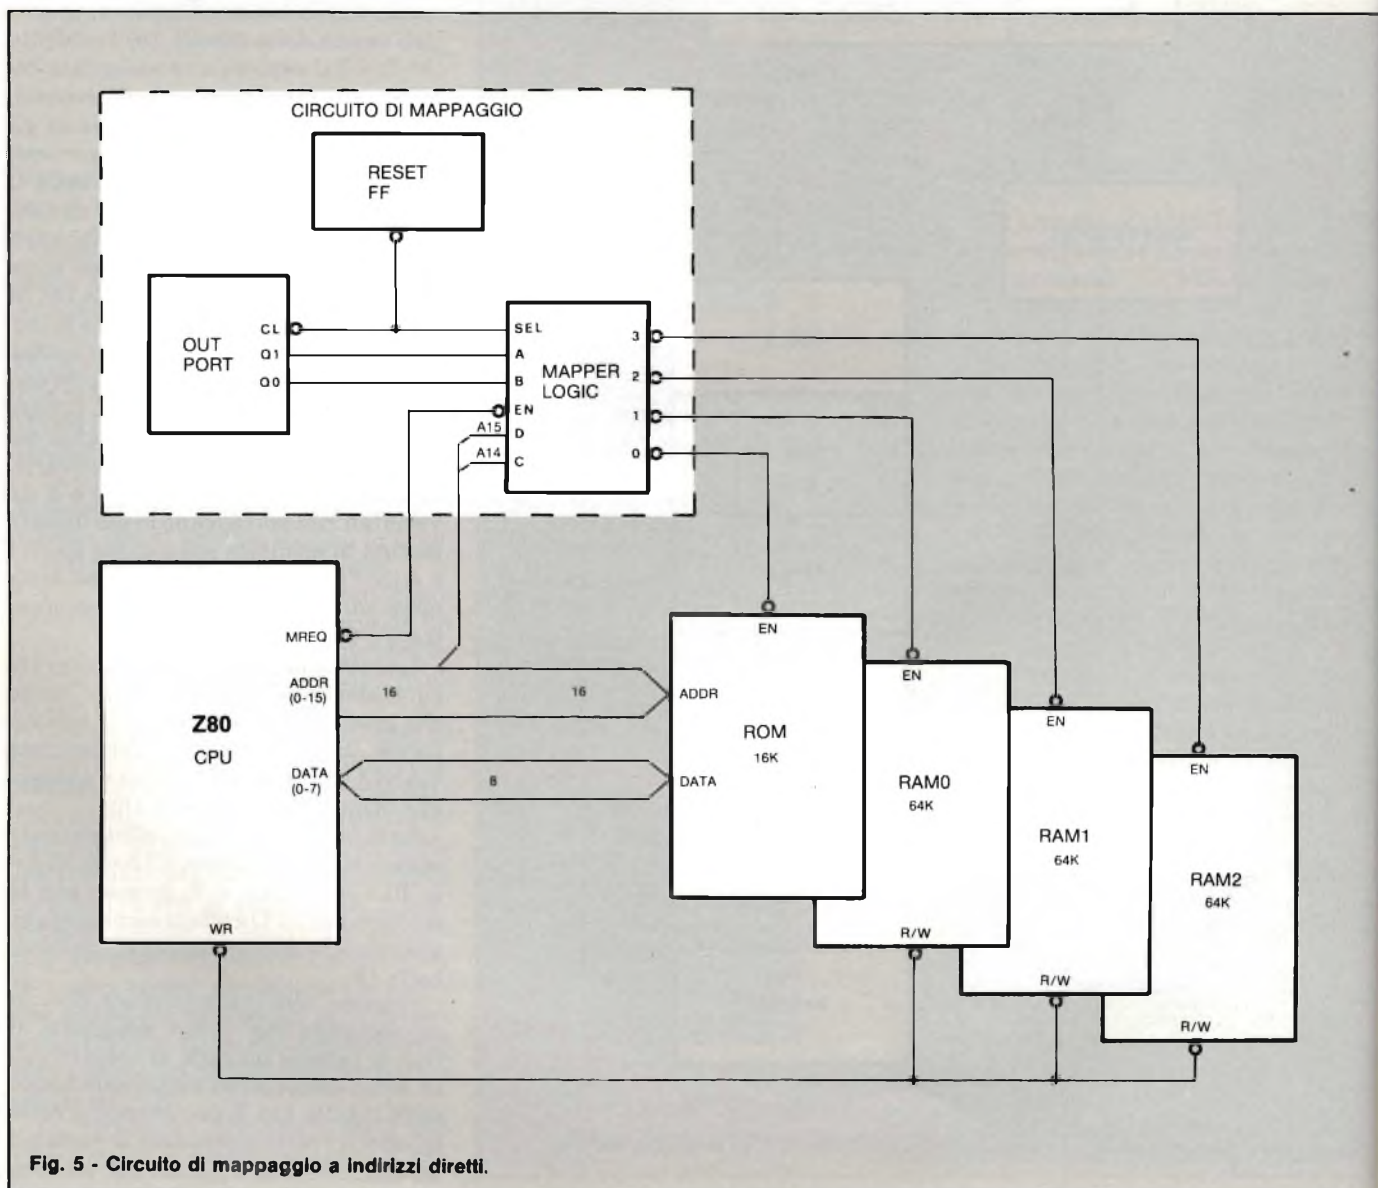 CIRCUITO DI MAPPAGGIO
RESET
FF
OUT
PORT
CL
Q1
Q0
SEL
A
B
EN
D
C
A15
A14
MAPPER
LOGIC
3
2
1
0
Z80
CPU
MREQ
ADDR
(0-15)
DATA
(0-7)
WR
16
16
8
EN
ADDR
ROM
16K
DATA
EN
RAM0
64K
R/W
EN
RAM1
64K
R/W
EN
RAM2
64K
R/W
Fig. 5 - Circuito di mappaggio a indirizzi diretti.